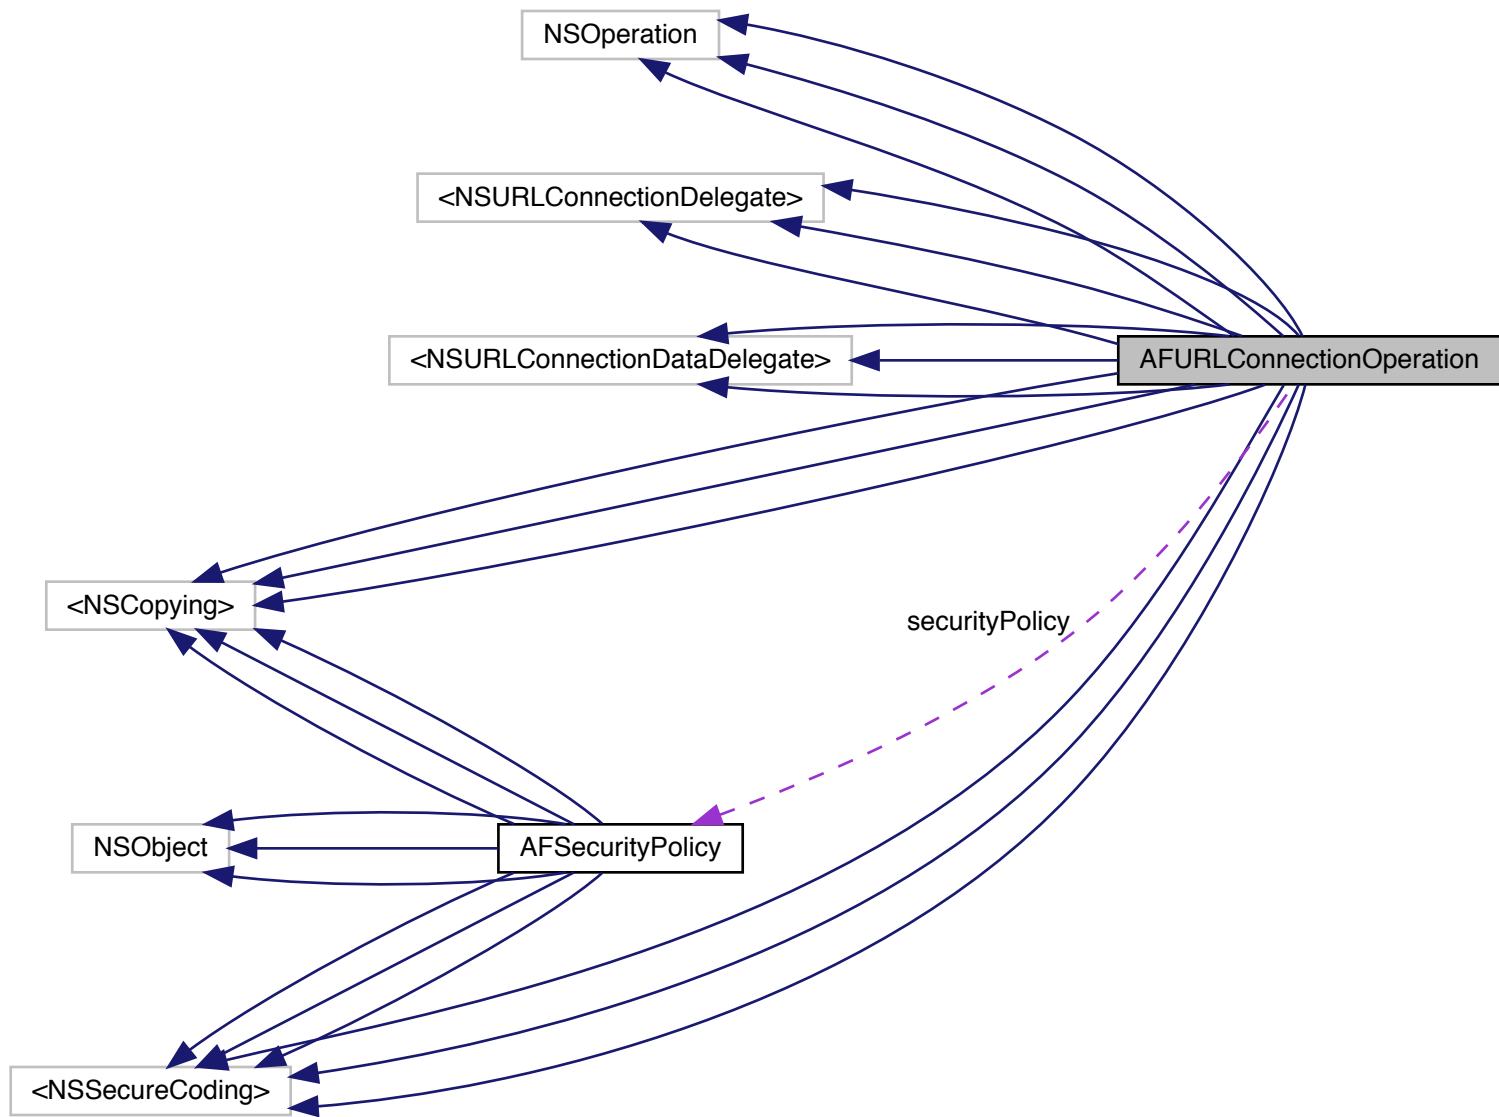 NSOperation
<NSURLConnectionDelegate>
<NSURLConnectionDataDelegate>
AFURLConnectionOperation
<NSCopying>
securityPolicy
NSObject
AFSecurityPolicy
<NSSecureCoding>